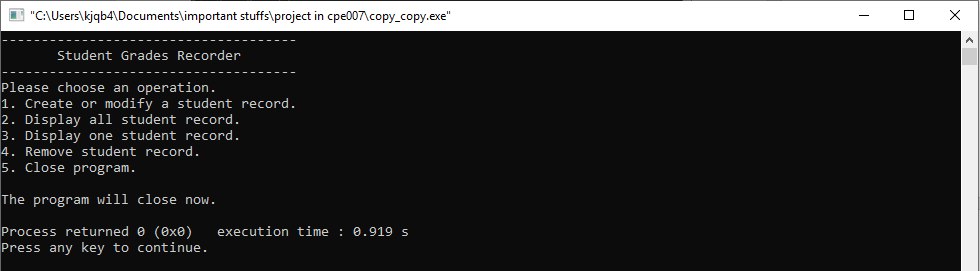 "C:\Users\kjqb4\Documents\important stuffs\project in cpe007\copy_copy.exe"
-------------------------------------
       Student Grades Recorder
-------------------------------------
Please choose an operation.
1. Create or modify a student record.
2. Display all student record.
3. Display one student record.
4. Remove student record.
5. Close program.

The program will close now.

Process returned 0 (0x0)   execution time : 0.919 s
Press any key to continue.